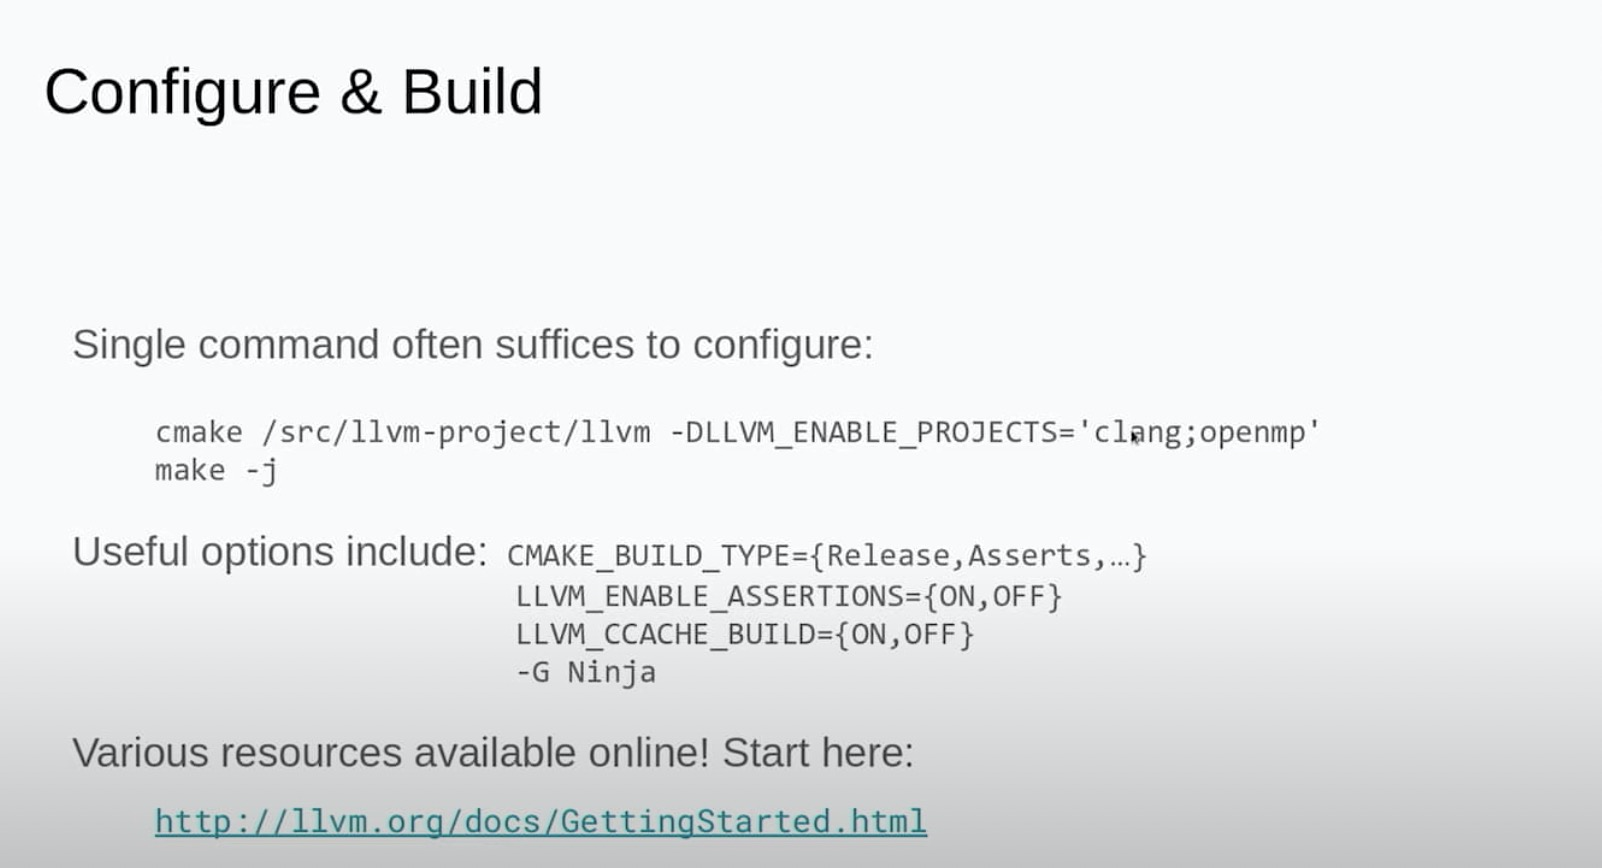 Configure & Build
Single command often suffices to configure:
cmake /src/llvm-project/llvm -DLLVM_ENABLE_PROJECTS='clang;openmp'
make -j
Useful options include: CMAKE_BUILD_TYPE={Release,Asserts,…}
LLVM_ENABLE_ASSERTIONS={ON,OFF}
LLVM_CCACHE_BUILD={ON,OFF}
-G Ninja
Various resources available online! Start here:
http://llvm.org/docs/GettingStarted.html